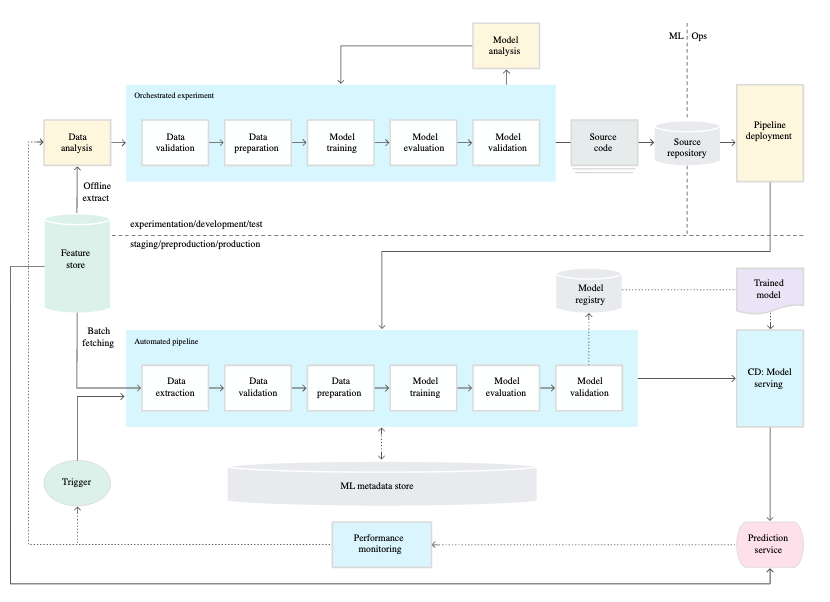 Model
analysis
ML
Ops
Orchestrated experiment
Data
analysis
Data
validation
Data
preparation
Model
training
Model
evaluation
Model
validation
Source
code
Source
repository
Pipeline
deployment
Offline
extract
experimentation/development/test
staging/preproduction/production
Feature
store
Model
registry
Trained
model
Batch
fetching
Automated pipeline
Data
extraction
Data
validation
Data
preparation
Model
training
Model
evaluation
Model
validation
CD: Model
serving
Trigger
ML metadata store
Performance
monitoring
Prediction
service